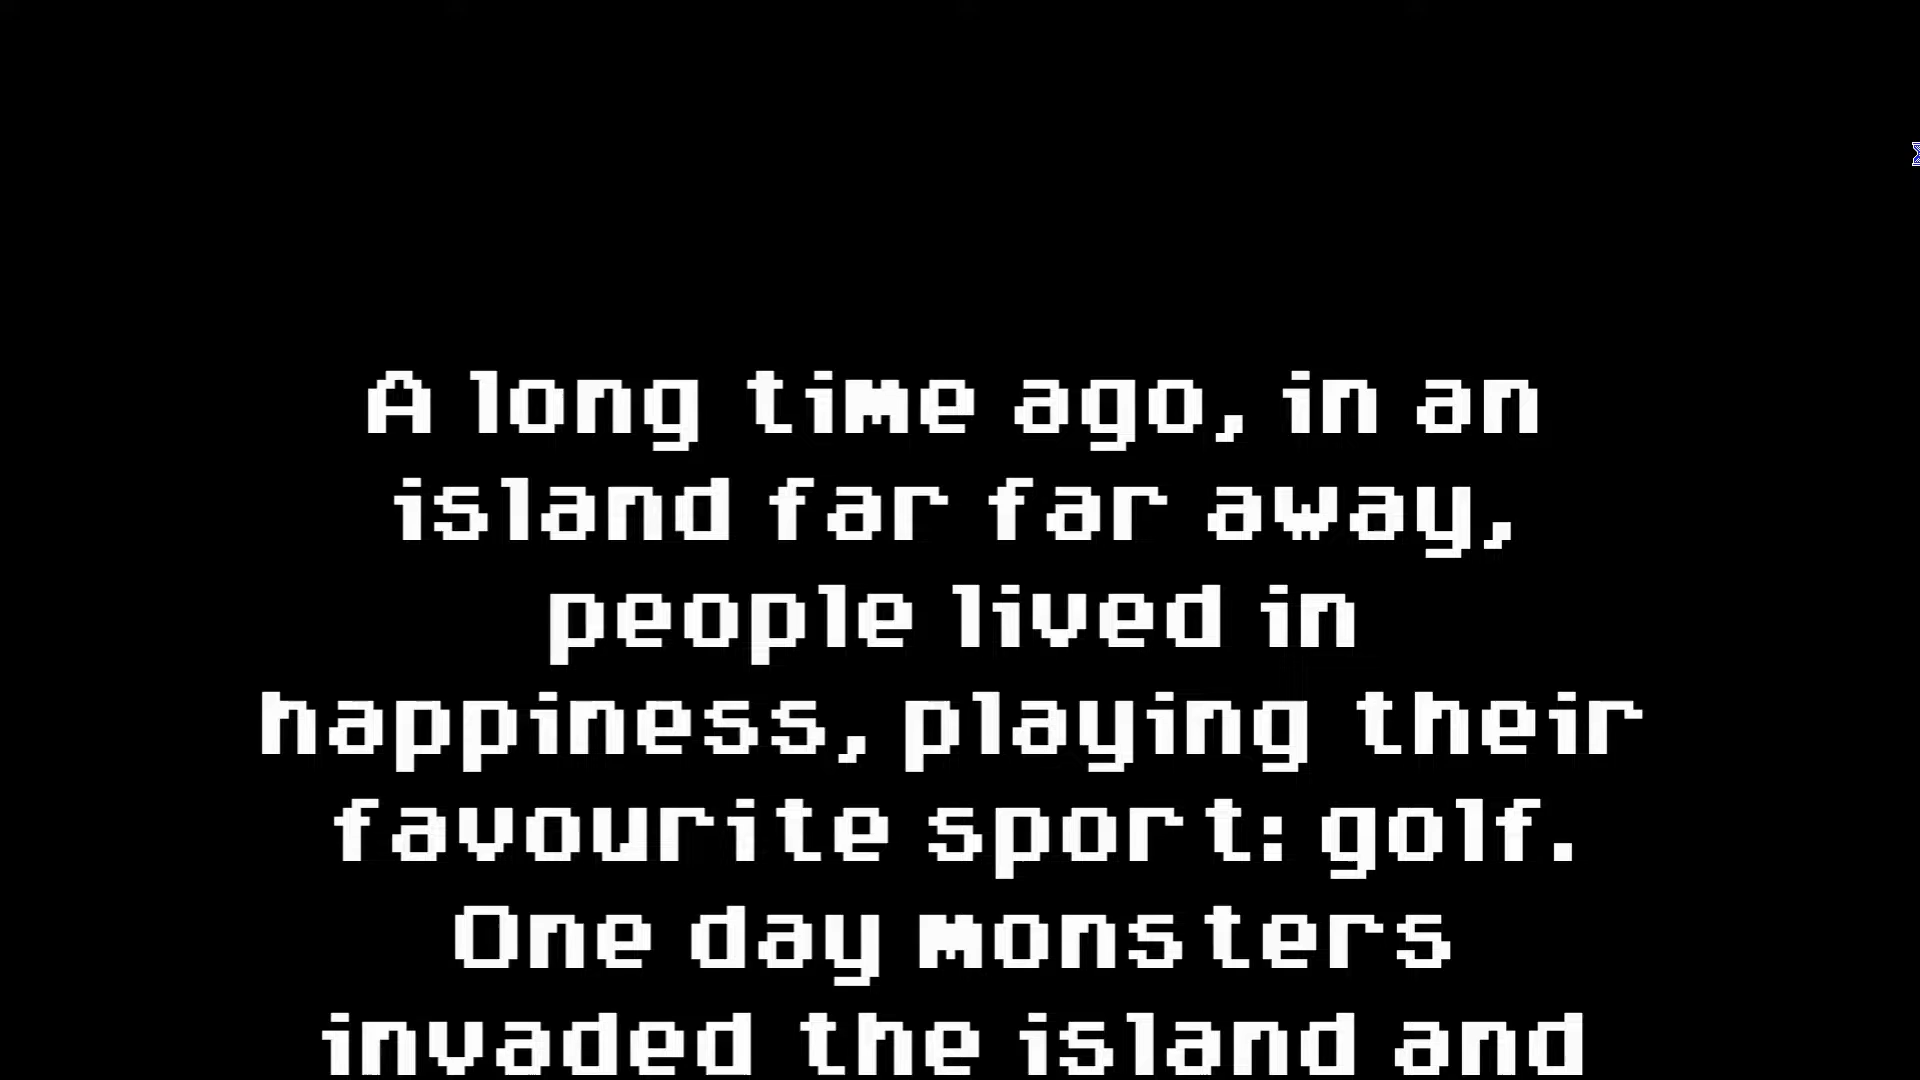 A long time ago, in an
island far far away,
people lived in
happiness, playing their
favourite sport: golf.
One day monsters
invaded the island and